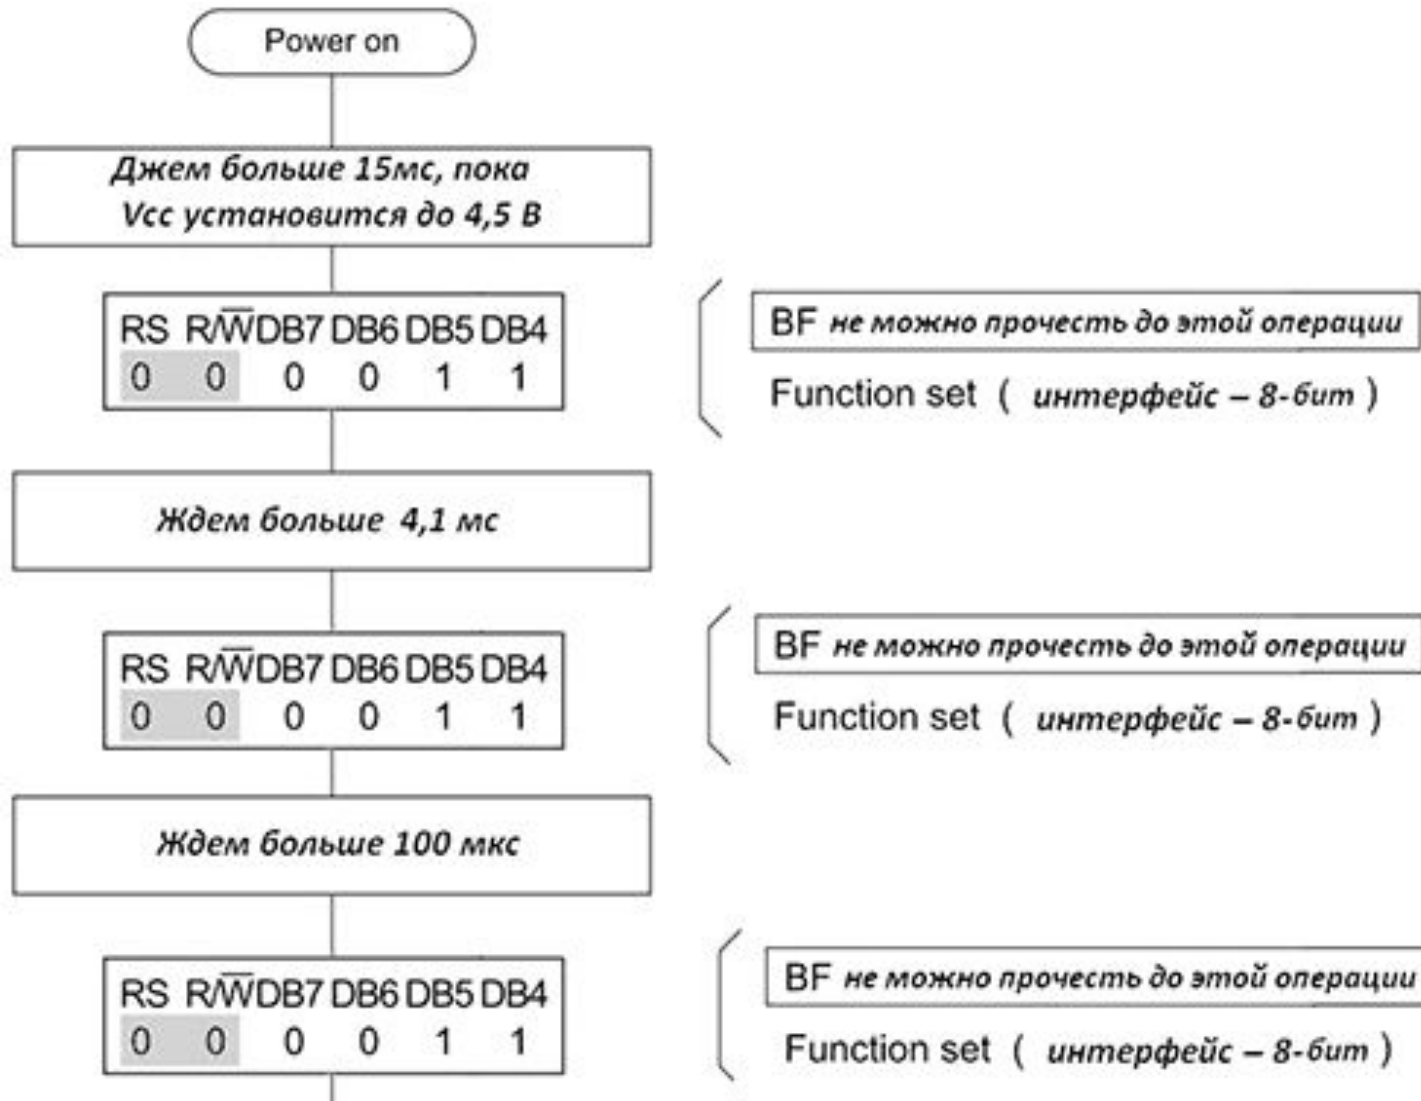 Power on
Джем больше 15мс, пока
Vcc установится до 4,5 В
RS R/W̅ DB7 DB6 DB5 DB4
0 0 0 0 1 1
BF не можно прочесть до этой операции
Function set ( интерфейс – 8-бит )
Ждем больше 4,1 мс
RS R/W̅ DB7 DB6 DB5 DB4
0 0 0 0 1 1
BF не можно прочесть до этой операции
Function set ( интерфейс – 8-бит )
Ждем больше 100 мкс
RS R/W̅ DB7 DB6 DB5 DB4
0 0 0 0 1 1
BF не можно прочесть до этой операции
Function set ( интерфейс – 8-бит )